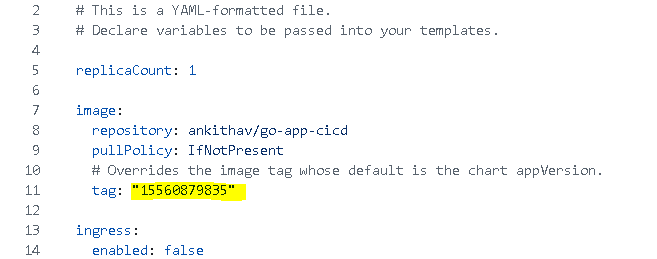 2 # This is a YAML-formatted file.
3 # Declare variables to be passed into your templates.
4
5 replicaCount: 1
6
7 image:
8   repository: ankithav/go-app-cicd
9   pullPolicy: IfNotPresent
10   # Overrides the image tag whose default is the chart appVersion.
11   tag: "15560879835"
12
13 ingress:
14   enabled: false